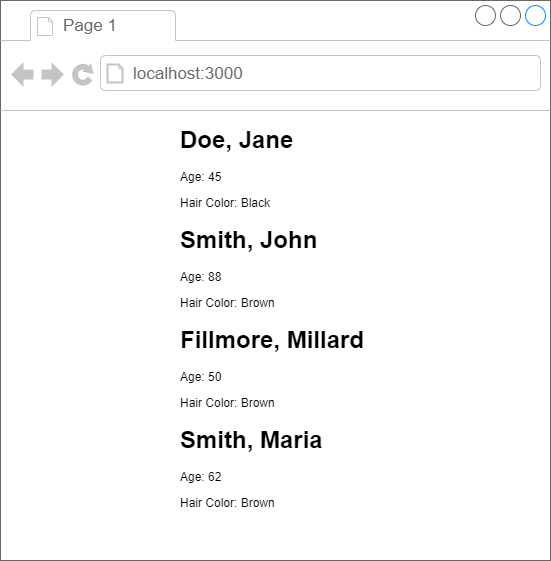 Page 1
localhost:3000
Doe, Jane
Age: 45
Hair Color: Black
Smith, John
Age: 88
Hair Color: Brown
Fillmore, Millard
Age: 50
Hair Color: Brown
Smith, Maria
Age: 62
Hair Color: Brown